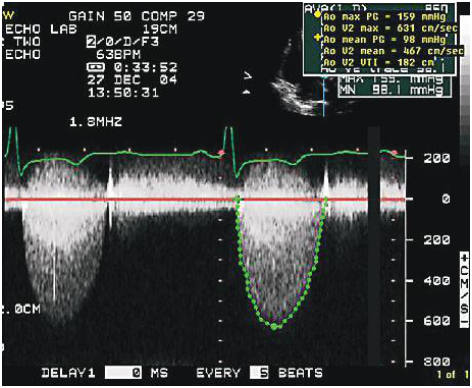 W GAIN 50 COMP 29
ECHO LAB 19CM
TWO 2/0/D/F3
ECHO 63BPM
0:33:52
27 DEC 04
13:50:31
1.8MHZ
Ao max PG = 159 mmHg
Ao V2 max = 631 cm/sec
Ao mean PG = 98 mmHg
Ao V2 mean = 467 cm/sec
Ao V2 VTI = 182 cm
MN 98.1 mmHg
200
0
200
400
600
800
+CM/S-
2.0CM
DELAY1 0 MS EVERY 5 BEATS
1 of 1